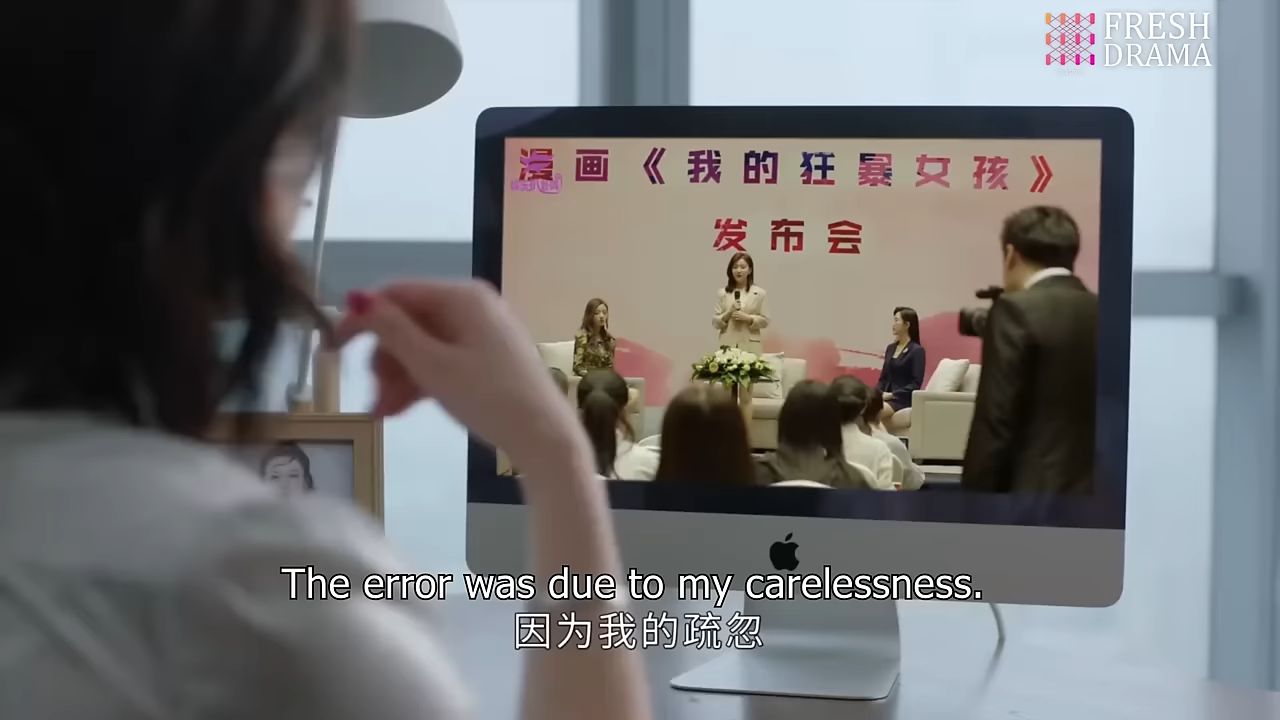 FRESH
DRAMA
漫画《我的狂暴女孩》
发布会
The error was due to my carelessness.
因为我的疏忽